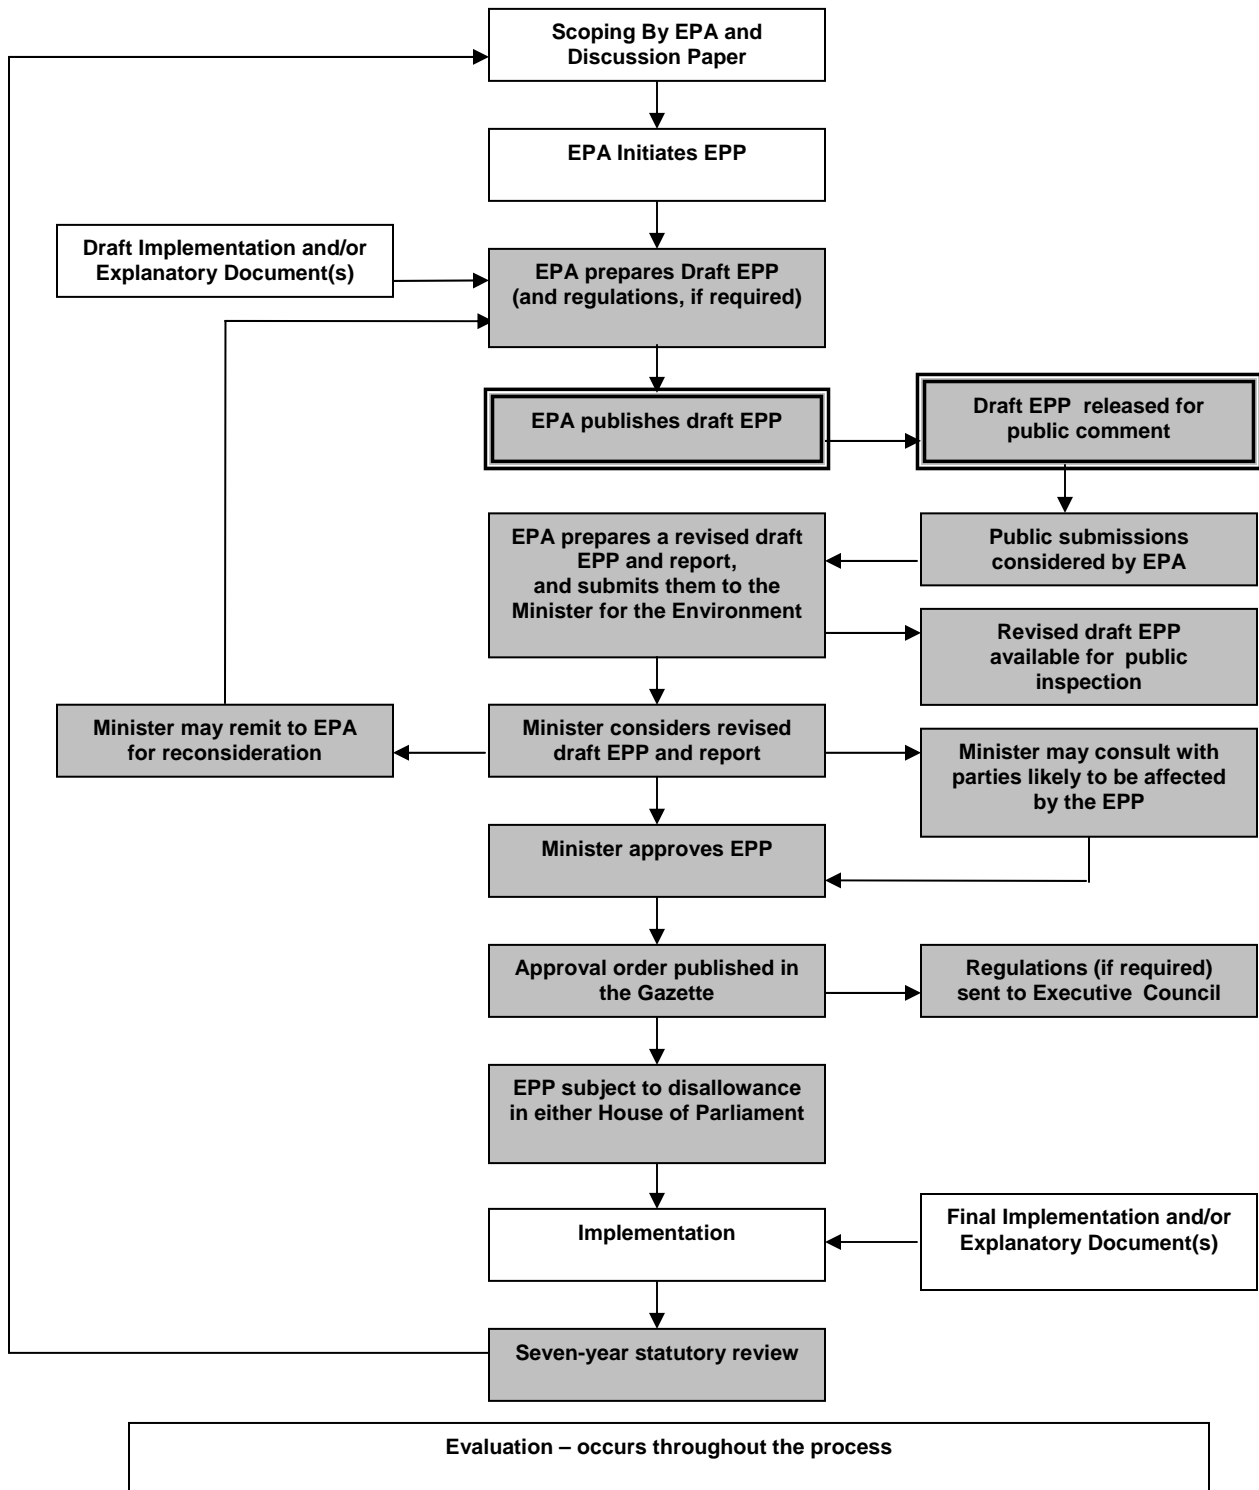 Scoping By EPA and
Discussion Paper
EPA Initiates EPP
Draft Implementation and/or
Explanatory Document(s)
EPA prepares Draft EPP
(and regulations, if required)
EPA publishes draft EPP
Draft EPP released for
public comment
EPA prepares a revised draft
EPP and report,
and submits them to the
Minister for the Environment
Public submissions
considered by EPA
Revised draft EPP
available for public
inspection
Minister may remit to EPA
for reconsideration
Minister considers revised
draft EPP and report
Minister may consult with
parties likely to be affected
by the EPP
Minister approves EPP
Approval order published in
the Gazette
Regulations (if required)
sent to Executive Council
EPP subject to disallowance
in either House of Parliament
Implementation
Final Implementation and/or
Explanatory Document(s)
Seven-year statutory review
Evaluation – occurs throughout the process